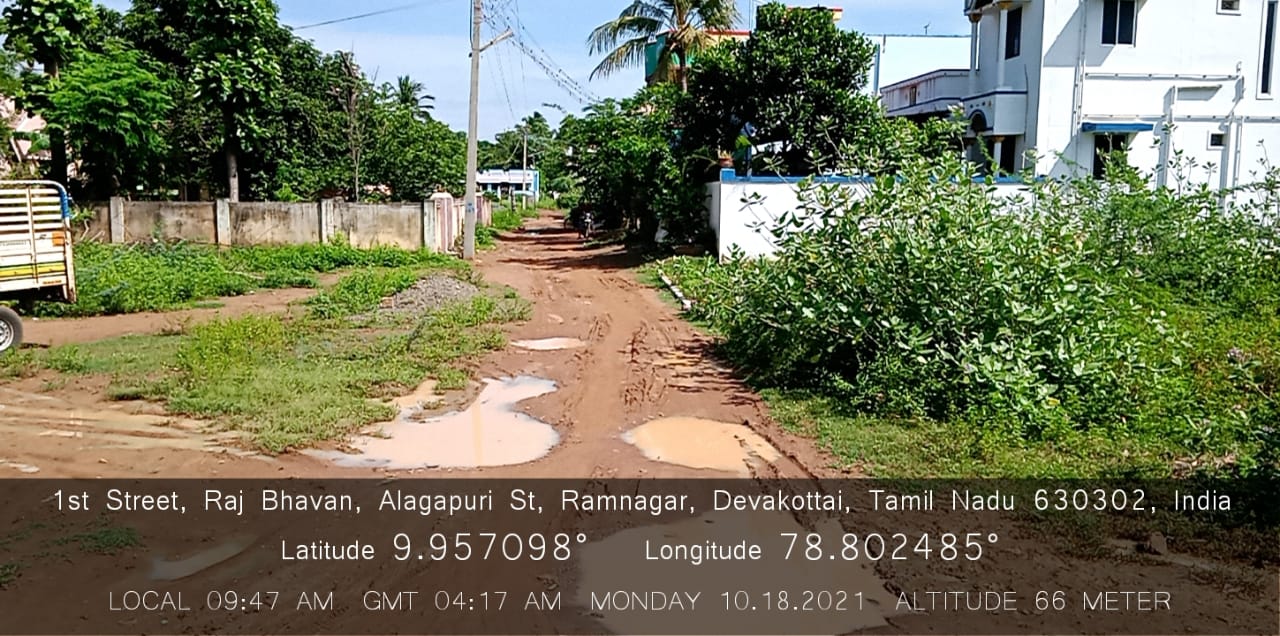 1st Street, Raj Bhavan, Alagapuri St, Ramnagar, Devakottai, Tamil Nadu 630302, India
Latitude 9.957098° Longitude 78.802485°
LOCAL 09:47 AM GMT 04:17 AM MONDAY 10.18.2021 ALTITUDE 66 METER